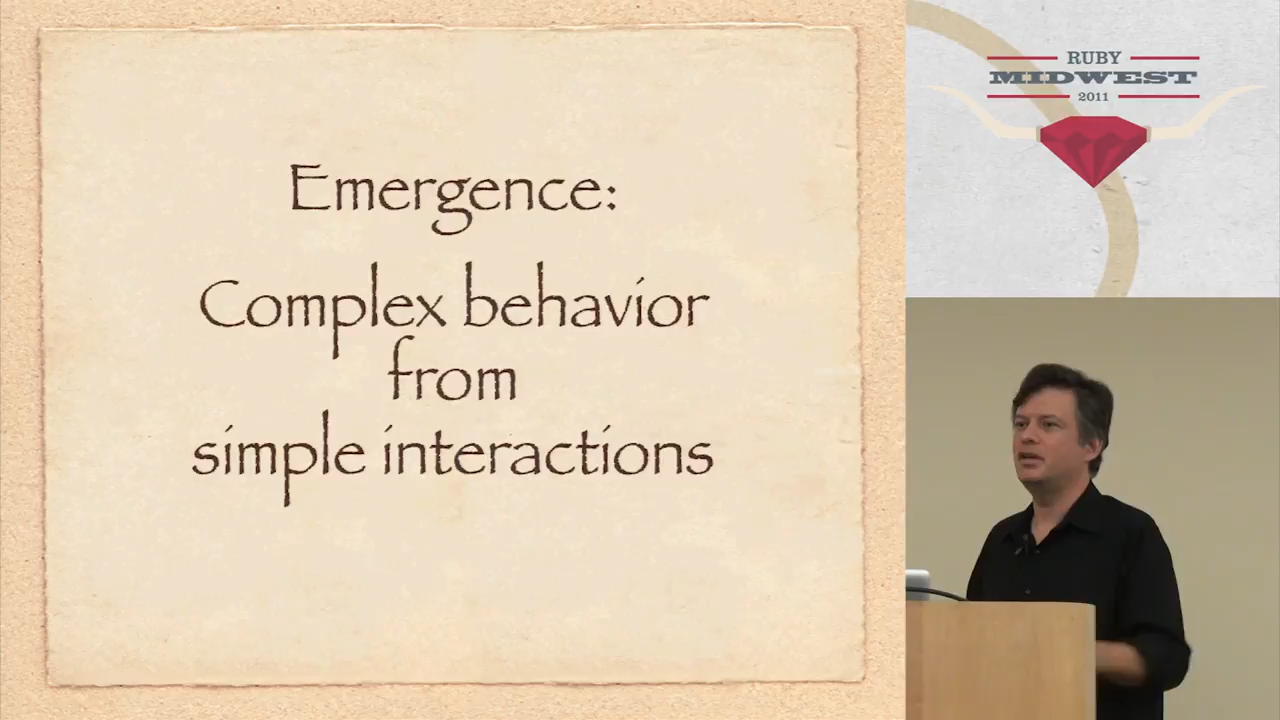 Emergence:
Complex behavior
from
simple interactions
RUBY
MIDWEST
2011